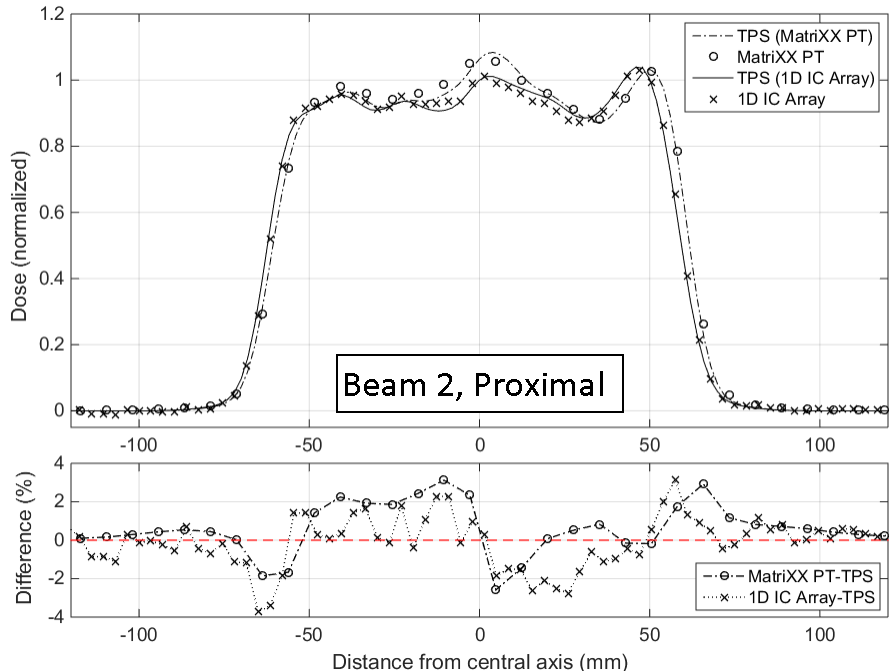 1.2
1
0.8
0.6
0.4
0.2
0
Dose (normalized)
TPS (MatriXX PT)
MatriXX PT
TPS (1D IC Array)
1D IC Array
Beam 2, Proximal
-100
-50
0
50
100
4
2
0
-2
-4
Difference (%)
MatriXX PT-TPS
1D IC Array-TPS
-100
-50
0
50
100
Distance from central axis (mm)